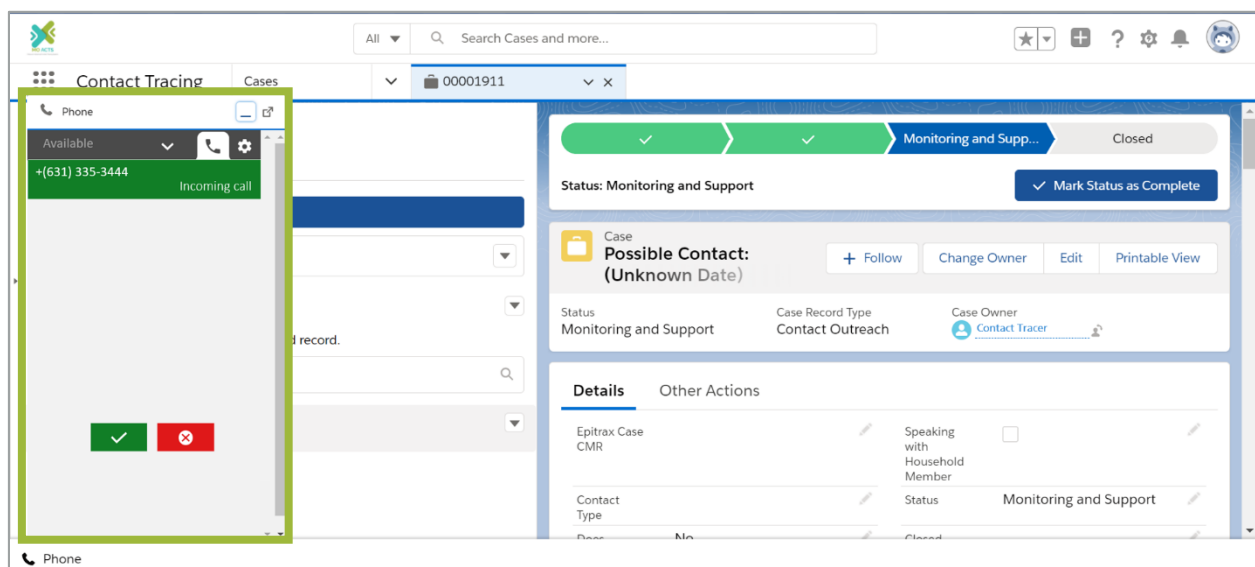 All
Search Cases and more...
Contact Tracing
Cases
00001911
Phone
Available
+(631) 335-3444
Incoming call
d record.
Monitoring and Supp...
Closed
Status: Monitoring and Support
Mark Status as Complete
Case
Possible Contact:
(Unknown Date)
Follow
Change Owner
Edit
Printable View
Status
Monitoring and Support
Case Record Type
Contact Outreach
Case Owner
Contact Tracer
Details
Other Actions
Epitrax Case
CMR
Speaking
with
Household
Member
Contact
Type
Status
Monitoring and Support
Does
No
Closed
Phone